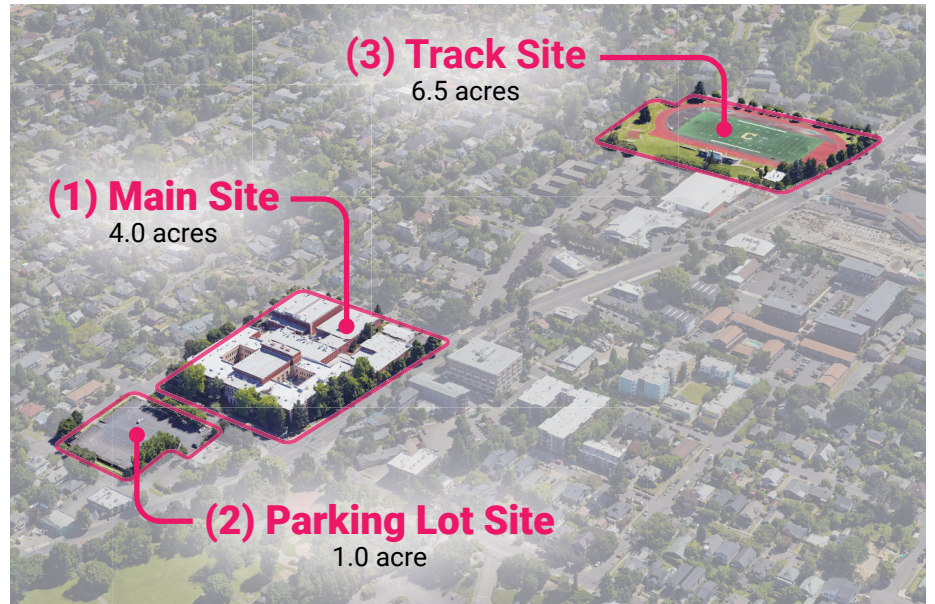 (3) Track Site
6.5 acres
(1) Main Site
4.0 acres
C
(2) Parking Lot Site
1.0 acre